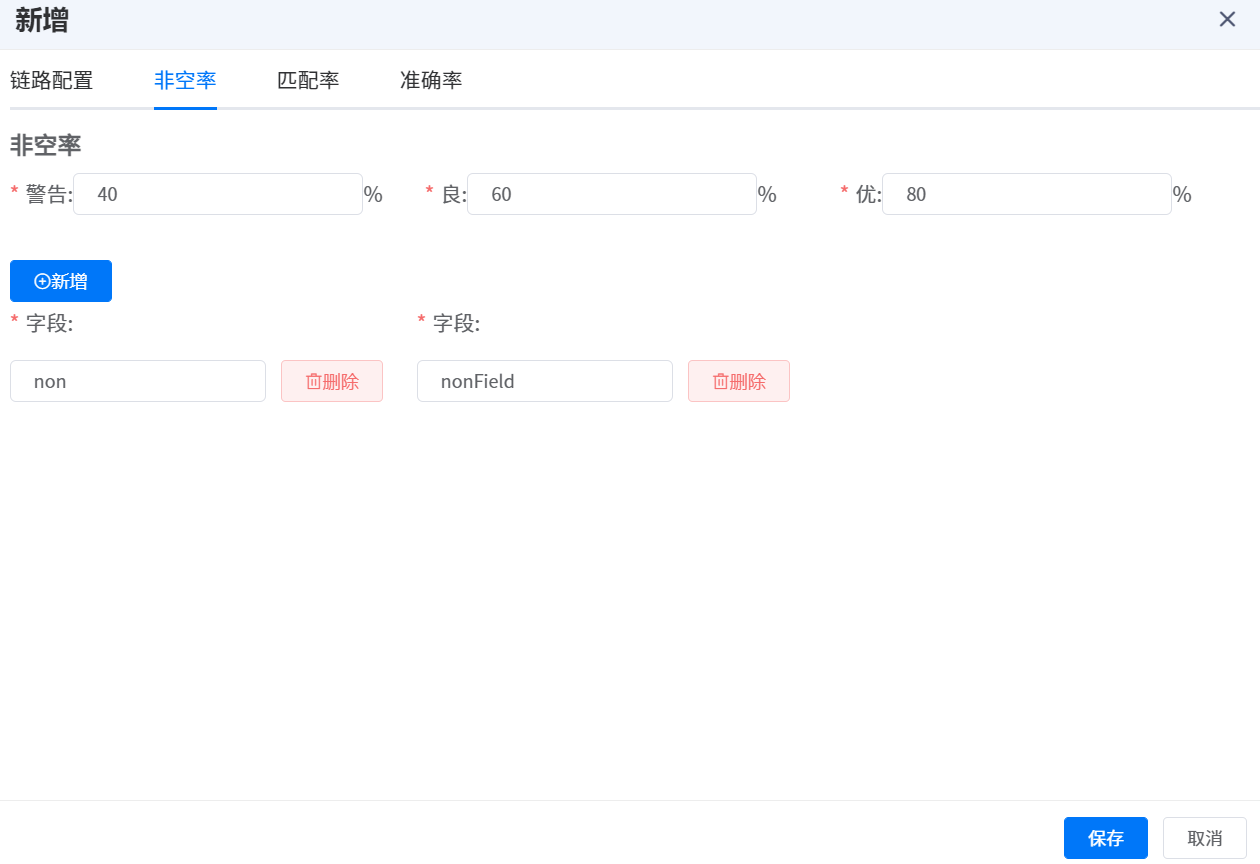 新增
链路配置 非空率 匹配率 准确率
非空率
* 警告: 40 % * 良: 60 % * 优: 80 %
新增
* 字段: * 字段:
non 删除 nonField 删除
保存 取消